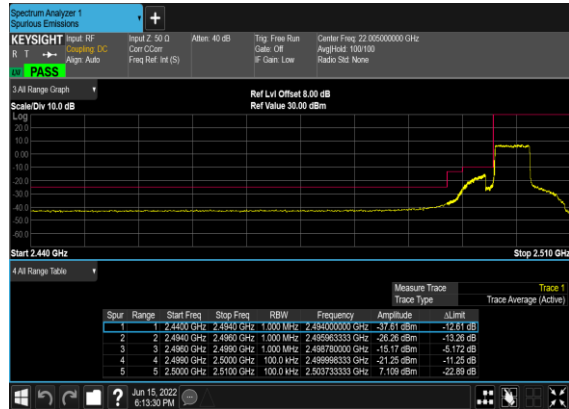 Spectrum Analyzer 1
Spurious Emissions
+
KEYSIGHT Input: RF Input Z: 50 Ω Atten: 40 dB Trig: Free Run Center Freq: 22.005000000 GHz
R T Coupling: DC Corr CCorr Gate: Off Avg|Hold: 100/100
Align: Auto Freq Ref: Int (S) IF Gain: Low Radio Std: None
PASS
3 All Range Graph
Ref Lvl Offset 8.00 dB
Scale/Div 10.0 dB Ref Value 30.00 dBm
Log
20.0
10.0
0.00
-10.0
-20.0
-30.0
-40.0
-50.0
-60.0
Start 2.440 GHz Stop 2.510 GHz
4 All Range Table
Measure Trace Trace 1
Trace Type Trace Average (Active)
Spur Range Start Freq Stop Freq RBW Frequency Amplitude ΔLimit
1 1 2.4400 GHz 2.4940 GHz 1.000 MHz 2.494000000 GHz -37.61 dBm -12.61 dB
2 2 2.4940 GHz 2.4960 GHz 1.000 MHz 2.495963333 GHz -26.26 dBm -13.26 dB
3 3 2.4960 GHz 2.4990 GHz 1.000 MHz 2.498780000 GHz -15.17 dBm -5.172 dB
4 4 2.4990 GHz 2.5000 GHz 100.0 kHz 2.499998333 GHz -21.25 dBm -11.25 dB
5 5 2.5000 GHz 2.5100 GHz 100.0 kHz 2.503733333 GHz 7.109 dBm -22.89 dB
? Jun 15, 2022
6:13:30 PM